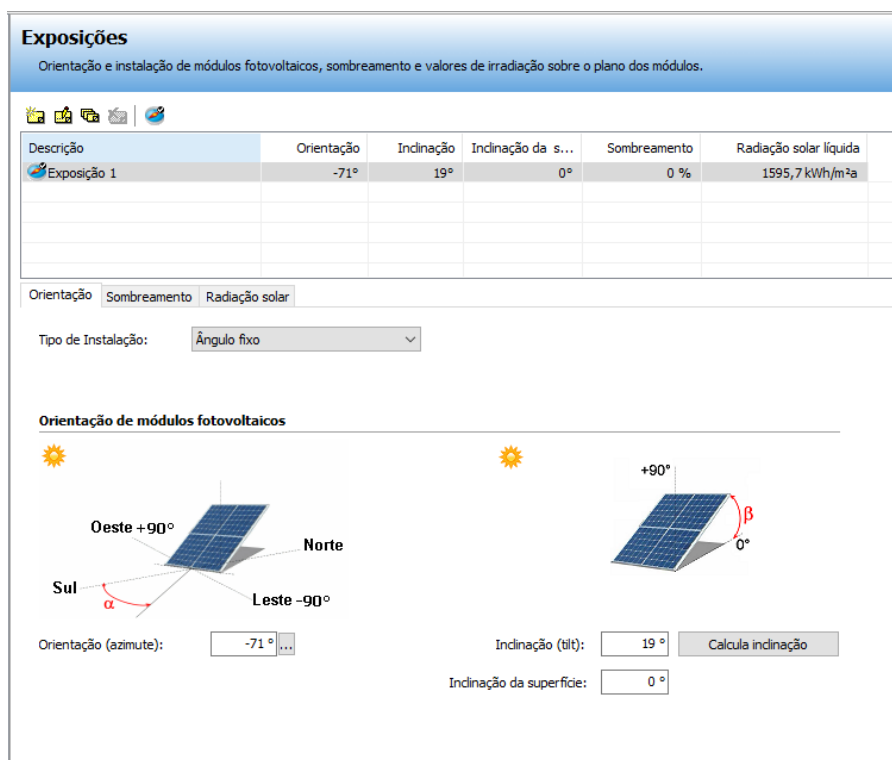 Exposições
Orientação e instalação de módulos fotovoltaicos, sombreamento e valores de irradiação sobre o plano dos módulos.
Descrição Orientação Inclinação Inclinação da s... Sombreamento Radiação solar líquida
Exposição 1 -71° 19° 0° 0 % 1595,7 kWh/m²a
Orientação Sombreamento Radiação solar
Tipo de Instalação: Ângulo fixo
Orientação de módulos fotovoltaicos
+90°
Oeste +90°
β
Norte
0°
Sul
α
Leste -90°
Orientação (azimute): -71 ° ... Inclinação (tilt): 19 ° Calcula inclinação
Inclinação da superfície: 0 °